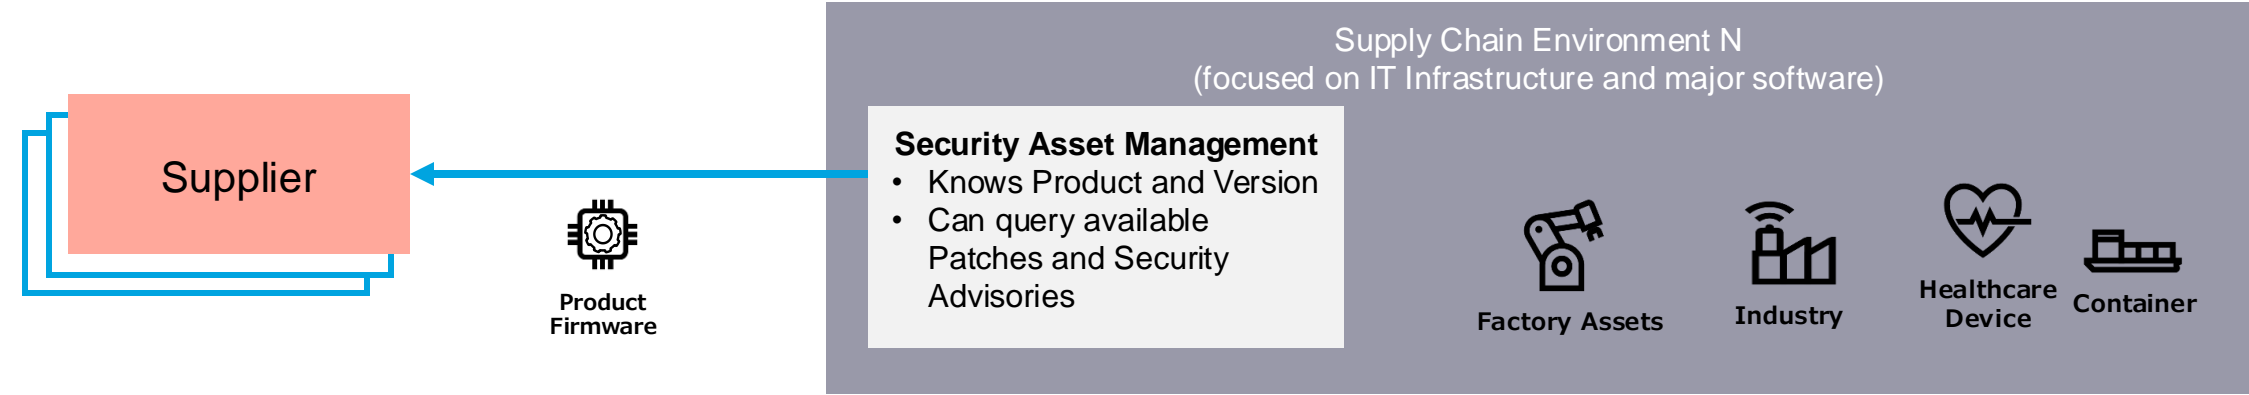 Supply Chain Environment N
(focused on IT Infrastructure and major software)
Supplier
Product
Firmware
Security Asset Management
• Knows Product and Version
• Can query available
Patches and Security
Advisories
Factory Assets
Industry
Healthcare
Device
Container